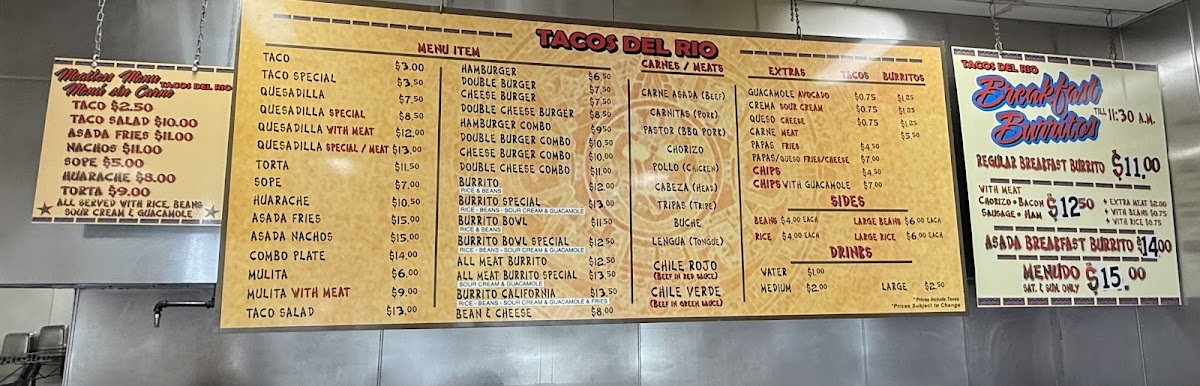 Meatless Menu
TACOS DEL RIO
Menú sin Carne
TACO $2.50
TACO SALAD $10.00
ASADA FRIES $11.00
NACHOS $11.00
SOPE $5.00
HUARACHE $8.00
TORTA $9.00
ALL SERVED WITH RICE, BEANS
SOUR CREAM & GUACAMOLE
TACOS DEL RIO
MENU ITEM
TACO $3.00
TACO SPECIAL $3.50
QUESADILLA $7.50
QUESADILLA SPECIAL $8.50
QUESADILLA WITH MEAT $12.00
QUESADILLA SPECIAL / MEAT $13.00
TORTA $11.50
SOPE $7.00
HUARACHE $10.50
ASADA FRIES $15.00
ASADA NACHOS $15.00
COMBO PLATE $14.00
MULITA $6.00
MULITA WITH MEAT $9.00
TACO SALAD $13.00
HAMBURGER $6.50
DOUBLE BURGER $7.50
CHEESE BURGER $7.50
DOUBLE CHEESE BURGER $8.50
HAMBURGER COMBO $9.50
DOUBLE BURGER COMBO $10.50
CHEESE BURGER COMBO $10.00
DOUBLE CHEESE COMBO $11.00
BURRITO $12.00
RICE & BEANS
BURRITO SPECIAL $13.00
RICE - BEANS - SOUR CREAM & GUACAMOLE
BURRITO BOWL $11.50
RICE & BEANS
BURRITO BOWL SPECIAL $12.50
RICE - BEANS - SOUR CREAM & GUACAMOLE
ALL MEAT BURRITO $12.50
ALL MEAT BURRITO SPECIAL $13.50
SOUR CREAM & GUACAMOLE
BURRITO CALIFORNIA $13.50
RICE - BEANS - SOUR CREAM & GUACAMOLE & FRIES
BEAN & CHEESE $8.00
CARNES / MEATS
CARNE ASADA (BEEF)
CARNITAS (PORK)
PASTOR (BBQ PORK)
CHORIZO
POLLO (CHICKEN)
CABEZA (HEAD)
TRIPAS (TRIPE)
BUCHE
LENGUA (TONGUE)
CHILE ROJO
(BEEF IN RED SAUCE)
CHILE VERDE
(BEEF IN GREEN SAUCE)
EXTRAS TACOS BURRITOS
GUACAMOLE AVOCADO $0.75 $1.25
CREMA SOUR CREAM $0.75 $1.25
QUESO CHEESE $0.75 $1.25
CARNE MEAT $5.50
PAPAS FRIES $4.50
PAPAS/QUESO FRIES/CHEESE $7.00
CHIPS $4.50
CHIPS WITH GUACAMOLE $7.00
SIDES
BEANS $4.00 EACH LARGE BEANS $6.00 EACH
RICE $4.00 EACH LARGE RICE $6.00 EACH
DRINKS
WATER $1.00
MEDIUM $2.00 LARGE $2.50
* Prices Include Taxes
*Prices Subject to Change
TACOS DEL RIO
Breakfast
Burritos
TILL 11:30 A.M.
REGULAR BREAKFAST BURRITO $11.00
WITH MEAT
CHORIZO • BACON
SAUSAGE • HAM
$12.50
+ EXTRA MEAT $2.00
+ WITH BEANS $0.75
+ WITH RICE $0.75
ASADA BREAKFAST BURRITO $14.00
MENUDO $15.00
SAT. & SUN. ONLY